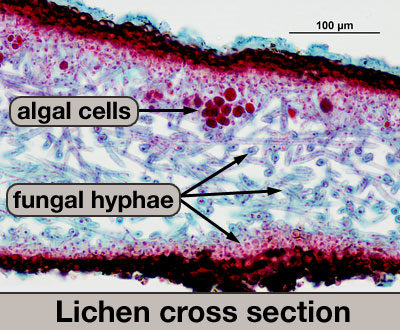 100 µm
algal cells
fungal hyphae
Lichen cross section